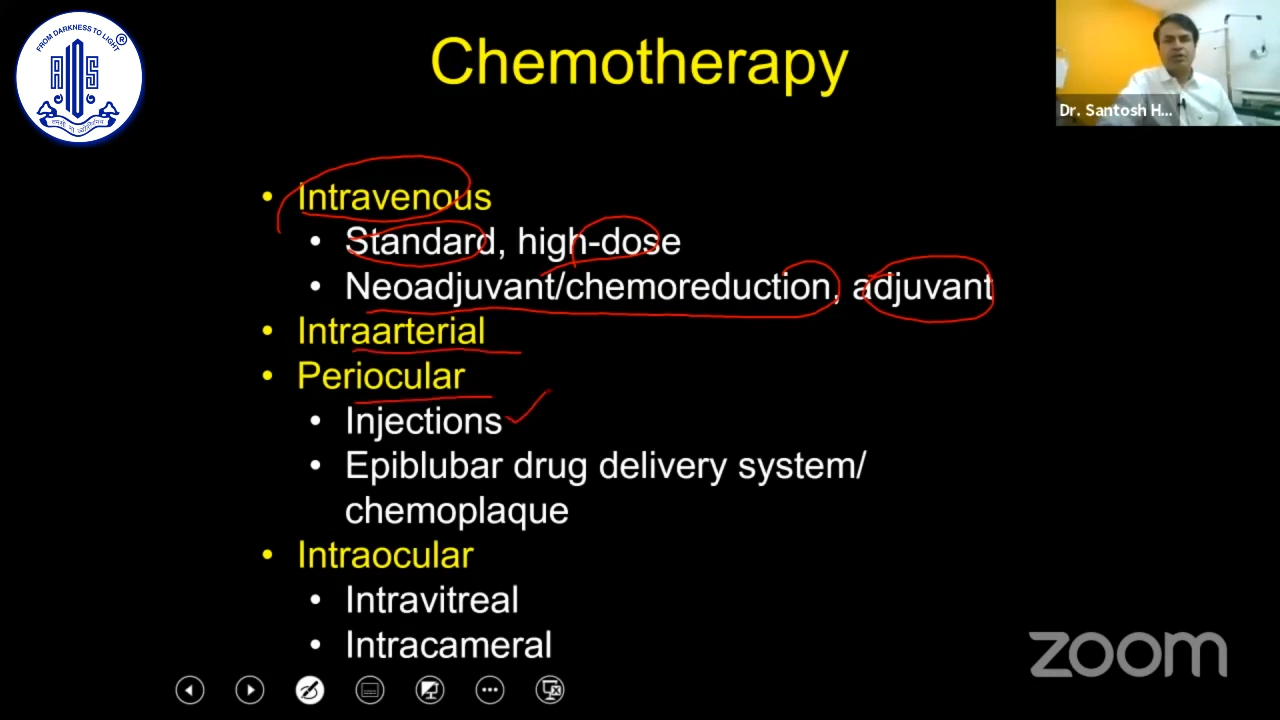 FROM DARKNESS TO LIGHT
®
AIOS
Chemotherapy
Dr. Santosh H...
• Intravenous
• Standard, high-dose
• Neoadjuvant/chemoreduction, adjuvant
• Intraarterial
• Periocular
• Injections
• Epiblubar drug delivery system/
chemoplaque
• Intraocular
• Intravitreal
• Intracameral
zoom